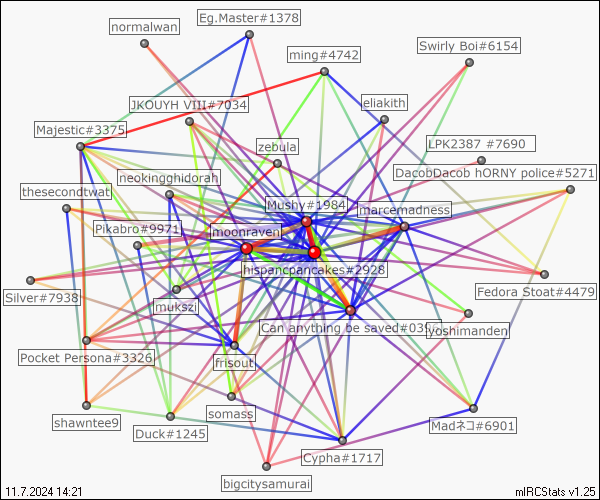 Eg.Master#1378
normalwan
Swirly Boi#6154
ming#4742
JKOUYH VIII#7034
eliakith
Majestic#3375
LPK2387 #7690
zebula
DacobDacob hORNY police#5271
neokingghidorah
thesecondtwat
Mushy#1984
marcemadness
Pikabro#9971
moonraven
hispancpancakes#2928
Silver#7938
mukszi
Fedora Stoat#4479
Can anything be saved#03
yoshimanden
Pocket Persona#3326
frisout
shawntee9
somass
Duck#1245
Madネコ#6901
Cypha#1717
bigcitysamurai
11.7.2024 14:21
mIRCStats v1.25